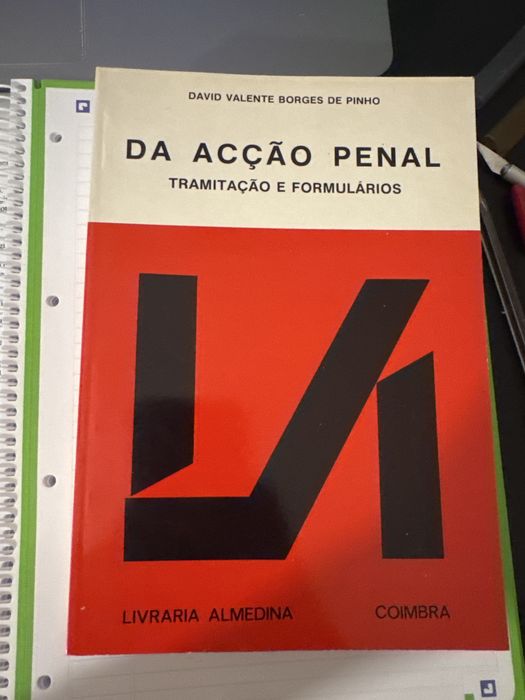 DAVID VALENTE BORGES DE PINHO
DA ACÇÃO PENAL
TRAMITAÇÃO E FORMULÁRIOS
LIVRARIA ALMEDINA
COIMBRA